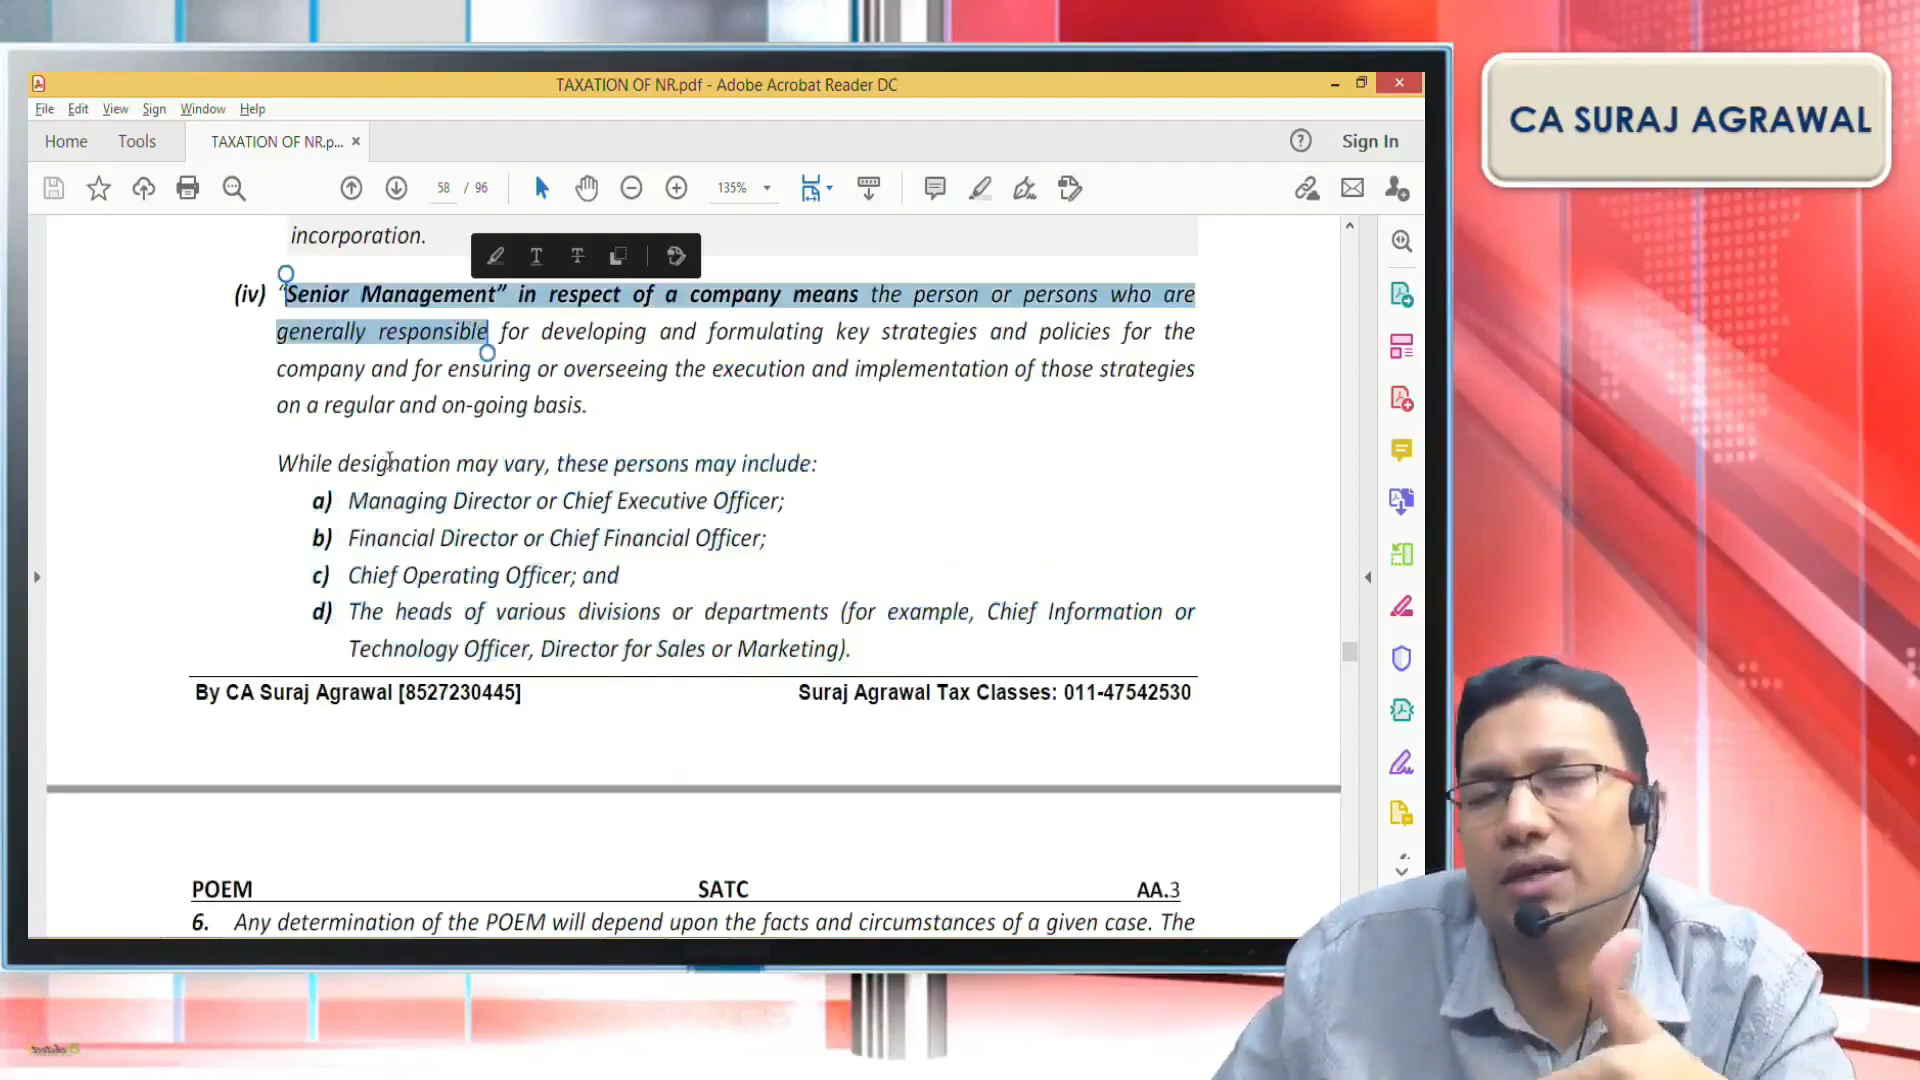 TAXATION OF NR.pdf - Adobe Acrobat Reader DC
CA SURAJ AGRAWAL
File Edit View Sign Window Help
Home Tools TAXATION OF NR.p... × Sign In
58 / 96 135%
incorporation.
(iv) “Senior Management” in respect of a company means the person or persons who are
generally responsible for developing and formulating key strategies and policies for the
company and for ensuring or overseeing the execution and implementation of those strategies
on a regular and on-going basis.
While designation may vary, these persons may include:
a) Managing Director or Chief Executive Officer;
b) Financial Director or Chief Financial Officer;
c) Chief Operating Officer; and
d) The heads of various divisions or departments (for example, Chief Information or
Technology Officer, Director for Sales or Marketing).
By CA Suraj Agrawal [8527230445] Suraj Agrawal Tax Classes: 011-47542530
POEM SATC AA.3
6. Any determination of the POEM will depend upon the facts and circumstances of a given case. The